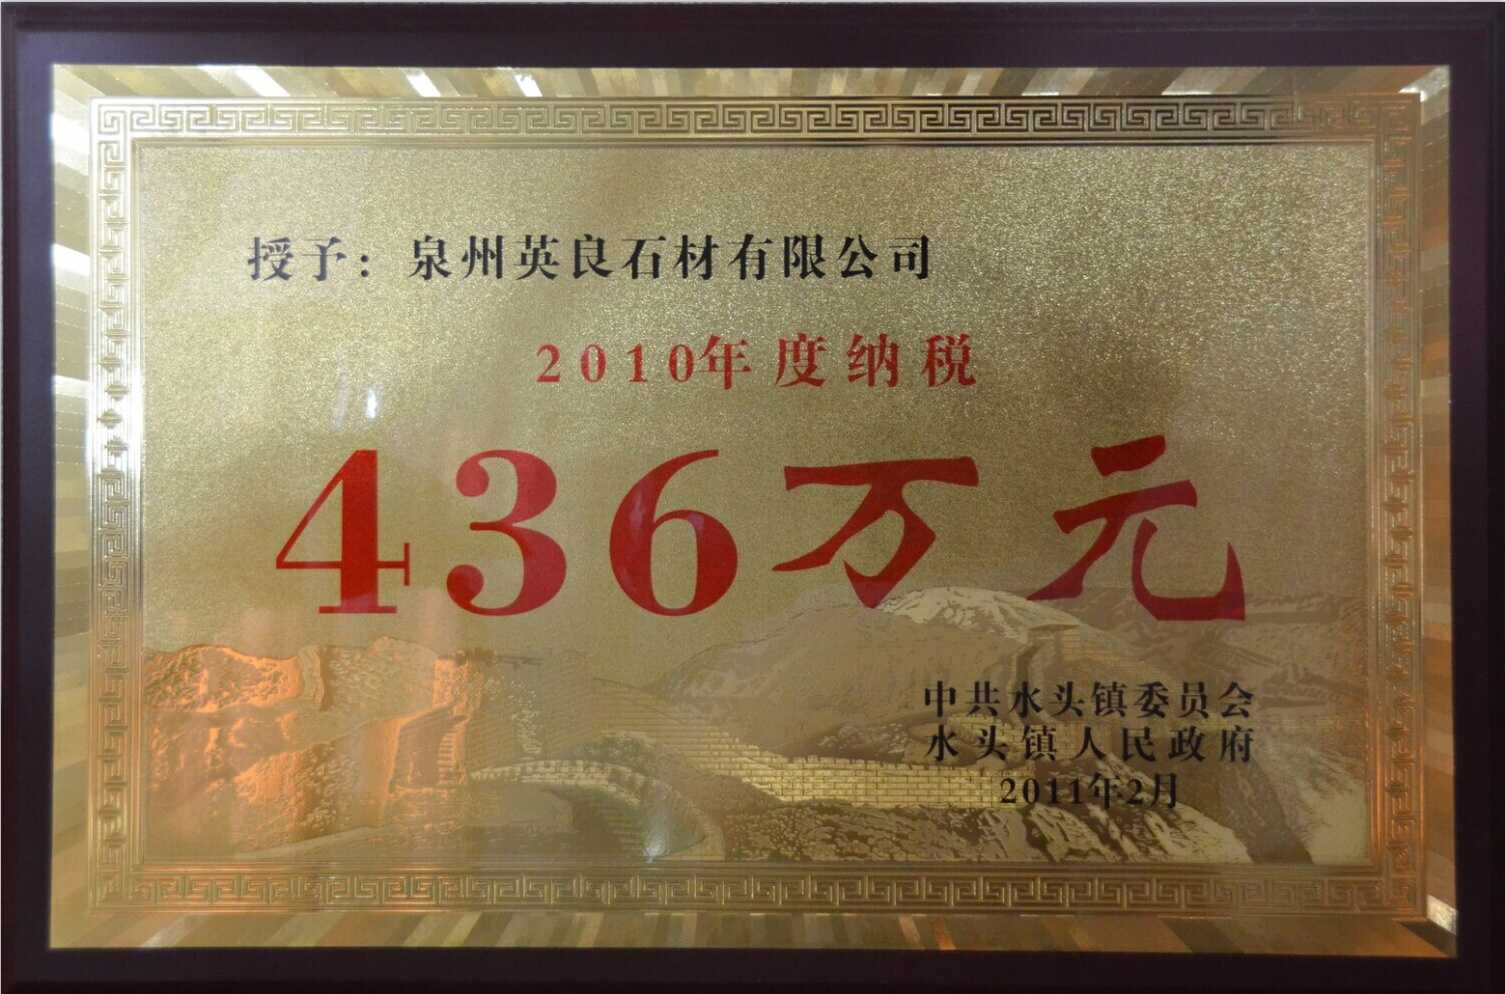 授予：泉州英良石材有限公司
2010年度纳税
436万元
中共水头镇委员会
水头镇人民政府
2011年2月